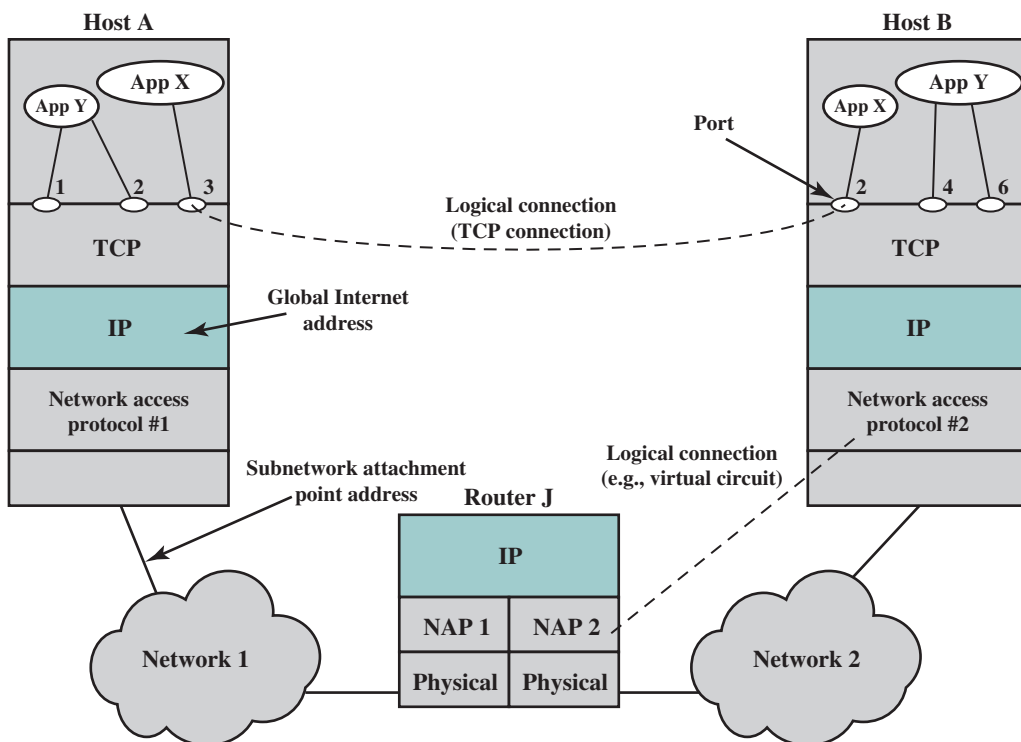 Host A
App X
App Y
1
2
3
TCP
IP
Network access
protocol #1
Host B
App X
App Y
2
4
6
TCP
IP
Network access
protocol #2
Port
Logical connection
(TCP connection)
Global Internet
address
Subnetwork attachment
point address
Logical connection
(e.g., virtual circuit)
Router J
IP
NAP 1
NAP 2
Physical
Physical
Network 1
Network 2